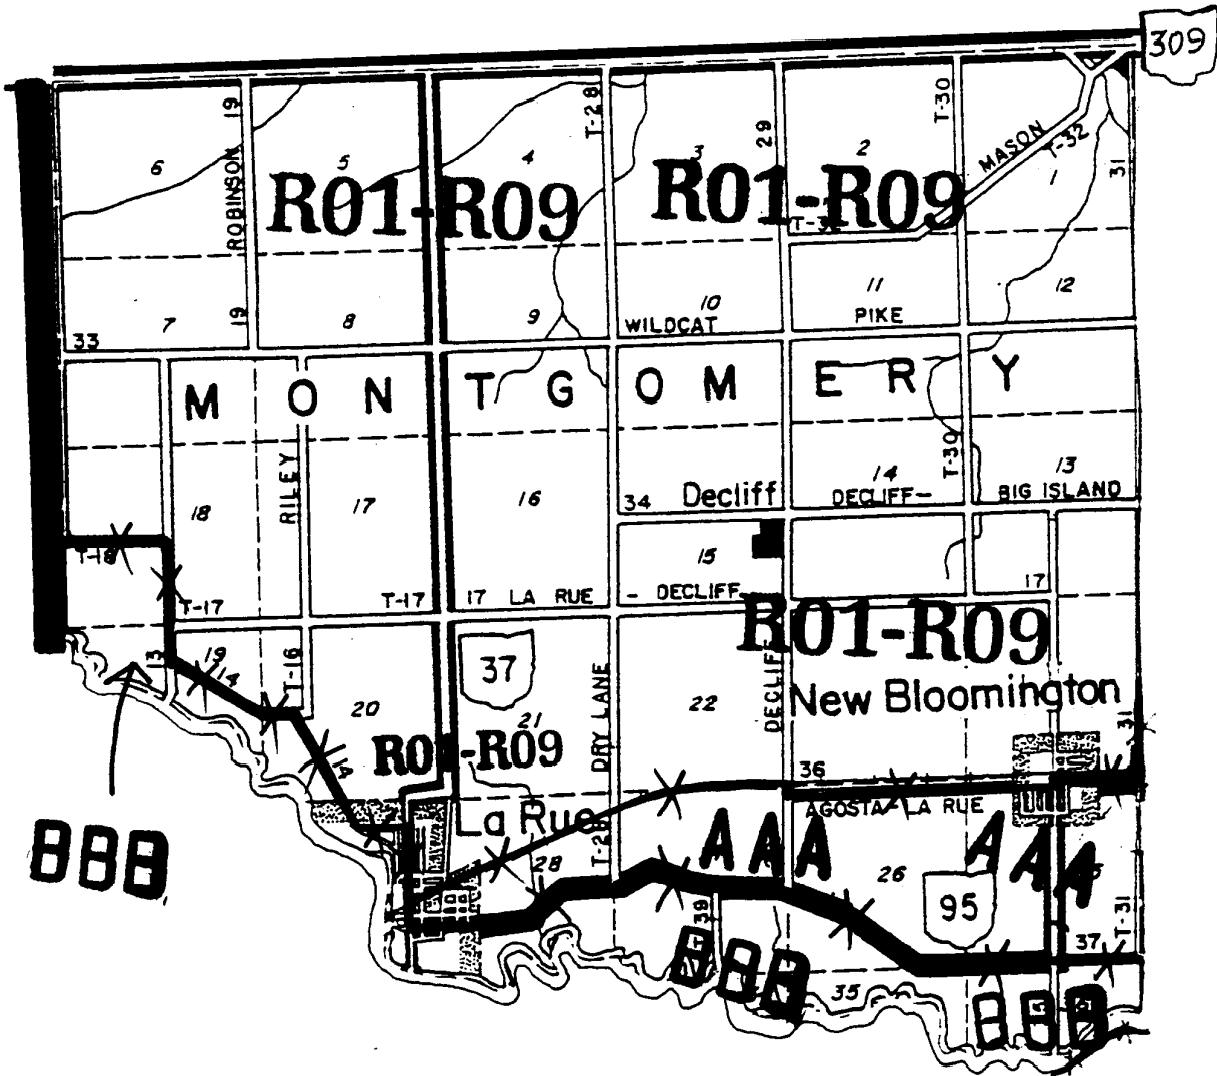 309
6
ROBINSON 19
5
4
T-28
3
29
2
T-30
MASON
T-32
1
31
R01-R09
R01-R09
7
19
8
9
10
11
12
33
WILDCAT
PIKE
MONTGOMERY
18
RILEY
17
16
34
Decliff
14
DECLIFF-
T-30
13
BIG ISLAND
T-18
15
17
T-17
T-17
17 LA RUE
- DECLIFF
R01-R09
13
19
14
T-16
37
20
21
DRY LANE
22
DECLIFF
New Bloomington
31
R01-R09
14
36
AGOSTA-LA RUE
La Rue
28
T-28
AAA
26
AAA
95
BBB
39
T-31
37
BBB
35
BBB